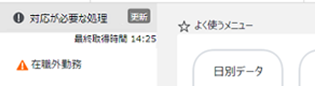 対応が必要な処理 更新
最終取得時間 14:25
在職外勤務
よく使うメニュー
日別データ